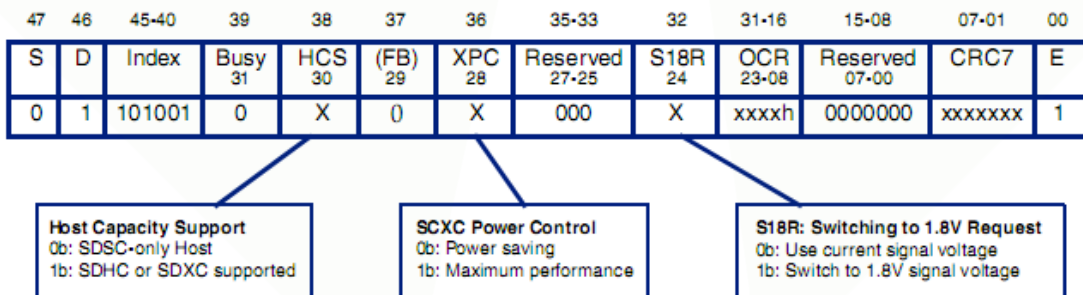 47 46 45-40 39 38 37 36 35-33 32 31-16 15-08 07-01 00
S D Index Busy HCS (FB) XPC Reserved S18R OCR Reserved CRC7 E
31 30 29 28 27-25 24 23-08 07-00
0 1 101001 0 X 0 X 000 X xxxxh 0000000 xxxxxxx 1
Host Capacity Support
0b: SDSC-only Host
1b: SDHC or SDXC supported
SCXC Power Control
0b: Power saving
1b: Maximum performance
S18R: Switching to 1.8V Request
0b: Use current signal voltage
1b: Switch to 1.8V signal voltage